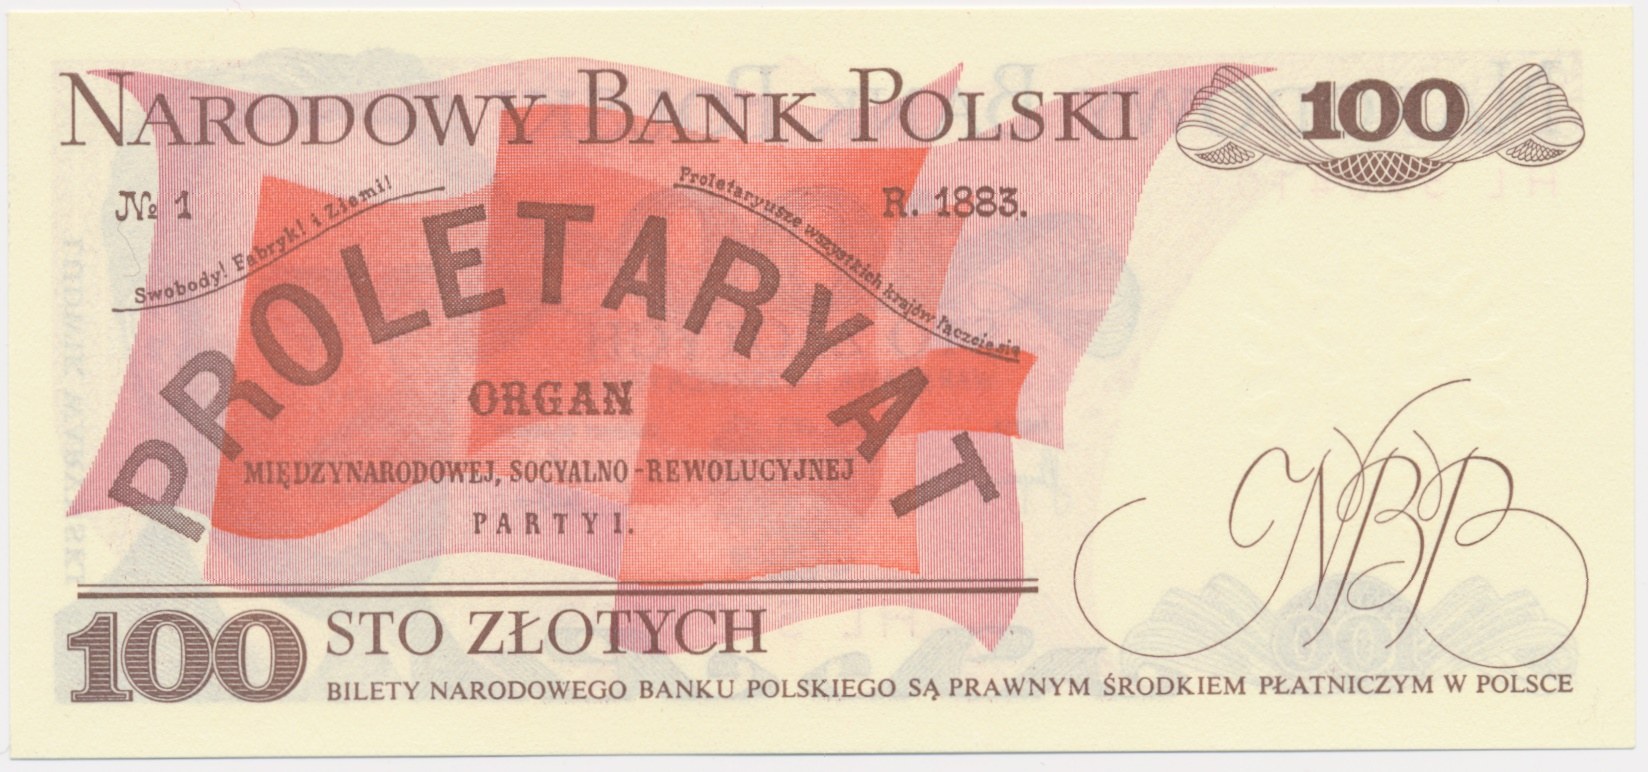 NARODOWY BANK POLSKI
100
№ 1
R. 1883.
Swobody! Fabryk! i Ziemi!
Proletaryusze wszystkich krajów łączcie się
PROLETARYAT
ORGAN
MIĘDZYNARODOWEJ, SOCYALNO-REWOLUCYJNEJ
PARTYI.
NBP
100 STO ZŁOTYCH
BILETY NARODOWEGO BANKU POLSKIEGO SĄ PRAWNYM ŚRODKIEM PŁATNICZYM W POLSCE